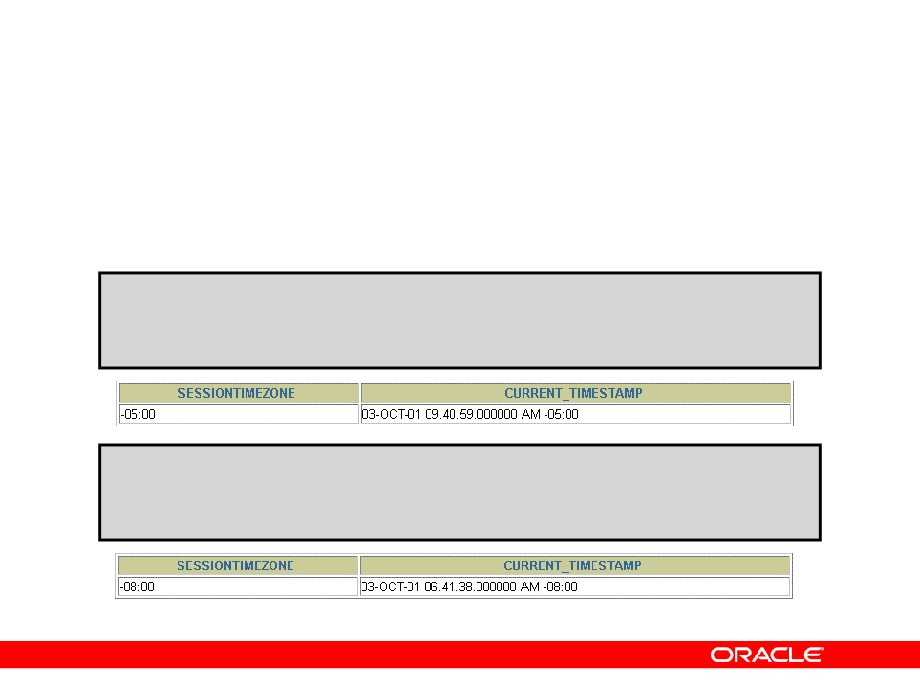 SESSIONTIMEZONE CURRENT_TIMESTAMP
-05:00 03-OCT-01 09.40.59.000000 AM -05:00
SESSIONTIMEZONE CURRENT_TIMESTAMP
-08:00 03-OCT-01 06.41.38.000000 AM -08:00
ORACLE